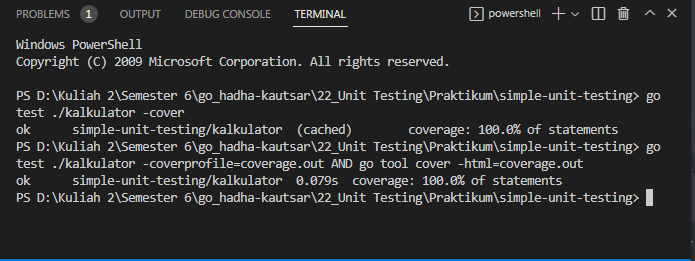 PROBLEMS 1 OUTPUT DEBUG CONSOLE TERMINAL powershell
Windows PowerShell
Copyright (C) 2009 Microsoft Corporation. All rights reserved.
PS D:\Kuliah 2\Semester 6\go_hadha-kautsar\22_Unit Testing\Praktikum\simple-unit-testing> go
test ./kalkulator -cover
ok simple-unit-testing/kalkulator (cached) coverage: 100.0% of statements
PS D:\Kuliah 2\Semester 6\go_hadha-kautsar\22_Unit Testing\Praktikum\simple-unit-testing> go
test ./kalkulator -coverprofile=coverage.out AND go tool cover -html=coverage.out
ok simple-unit-testing/kalkulator 0.079s coverage: 100.0% of statements
PS D:\Kuliah 2\Semester 6\go_hadha-kautsar\22_Unit Testing\Praktikum\simple-unit-testing>